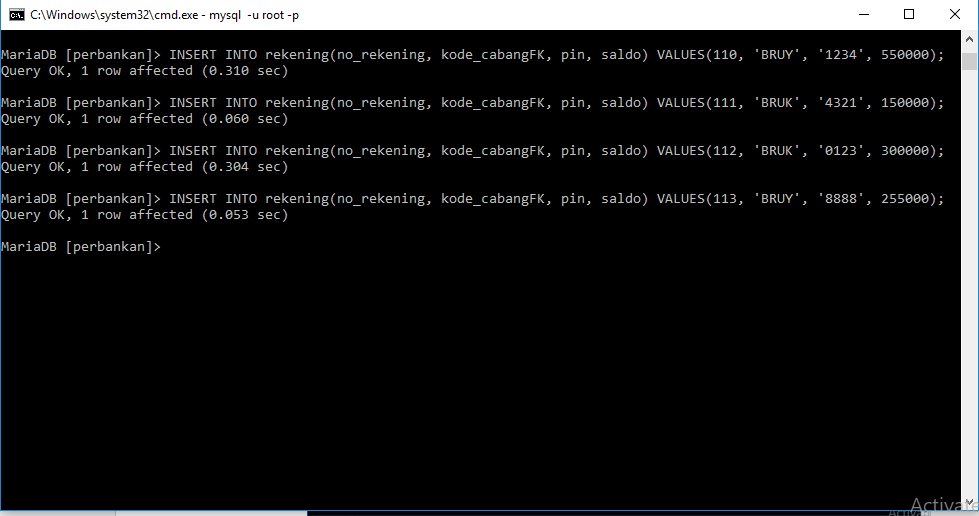 C:\Windows\system32\cmd.exe - mysql  -u root -p
MariaDB [perbankan]> INSERT INTO rekening(no_rekening, kode_cabangFK, pin, saldo) VALUES(110, 'BRUY', '1234', 550000);
Query OK, 1 row affected (0.310 sec)
MariaDB [perbankan]> INSERT INTO rekening(no_rekening, kode_cabangFK, pin, saldo) VALUES(111, 'BRUK', '4321', 150000);
Query OK, 1 row affected (0.060 sec)
MariaDB [perbankan]> INSERT INTO rekening(no_rekening, kode_cabangFK, pin, saldo) VALUES(112, 'BRUK', '0123', 300000);
Query OK, 1 row affected (0.304 sec)
MariaDB [perbankan]> INSERT INTO rekening(no_rekening, kode_cabangFK, pin, saldo) VALUES(113, 'BRUY', '8888', 255000);
Query OK, 1 row affected (0.053 sec)
MariaDB [perbankan]>